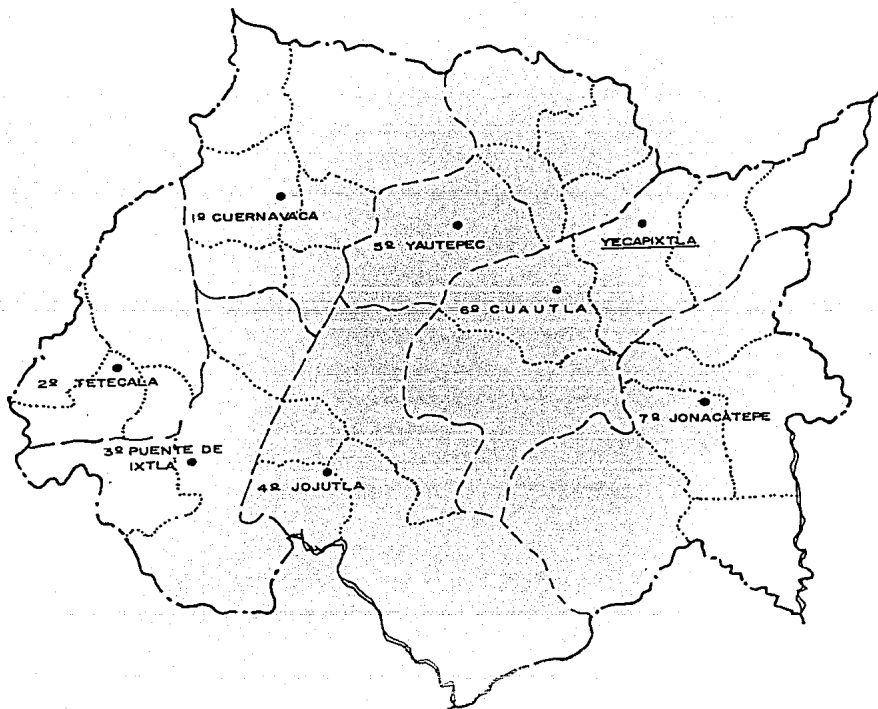 1º CUERNAVACA
5º YAUTEPEC
YECAPIXTLA
6º CUAUTLA
2º TETECALA
7º JONACATEPE
3º PUENTE DE
IXTLA
4º JOJUTLA